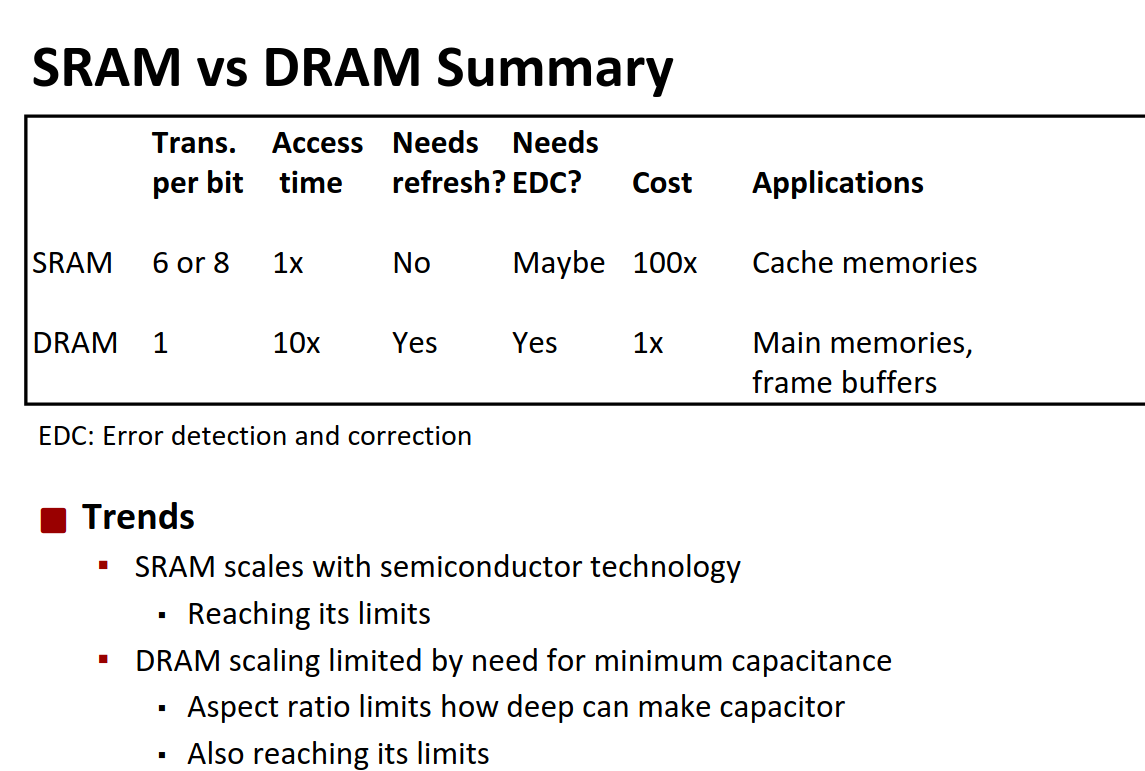 SRAM vs DRAM Summary
Trans. Access Needs Needs
per bit time refresh? EDC? Cost Applications
SRAM 6 or 8 1x No Maybe 100x Cache memories
DRAM 1 10x Yes Yes 1x Main memories,
frame buffers
EDC: Error detection and correction
Trends
SRAM scales with semiconductor technology
Reaching its limits
DRAM scaling limited by need for minimum capacitance
Aspect ratio limits how deep can make capacitor
Also reaching its limits